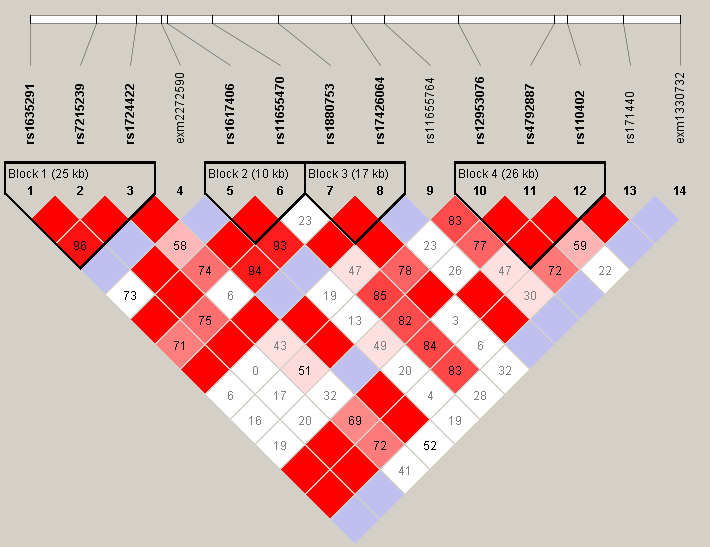 rs1635291
rs7215239
rs1724422
exm2272590
rs1617406
rs11655470
rs1880753
rs17426064
rs11655764
rs12953076
rs4792887
rs110402
rs171440
exm1330732
Block 1 (25 kb) Block 2 (10 kb) Block 3 (17 kb) Block 4 (26 kb)
1 2 3 4 5 6 7 8 9 10 11 12 13 14
23 83
96 58 93 23 77 59
74 94 47 78 26 47 72 22
73 6 19 85 30
75 13 82 3
71 43 49 84 6
0 51 20 83 32
6 17 32 4 28
16 20 69 19
19 72 52
41